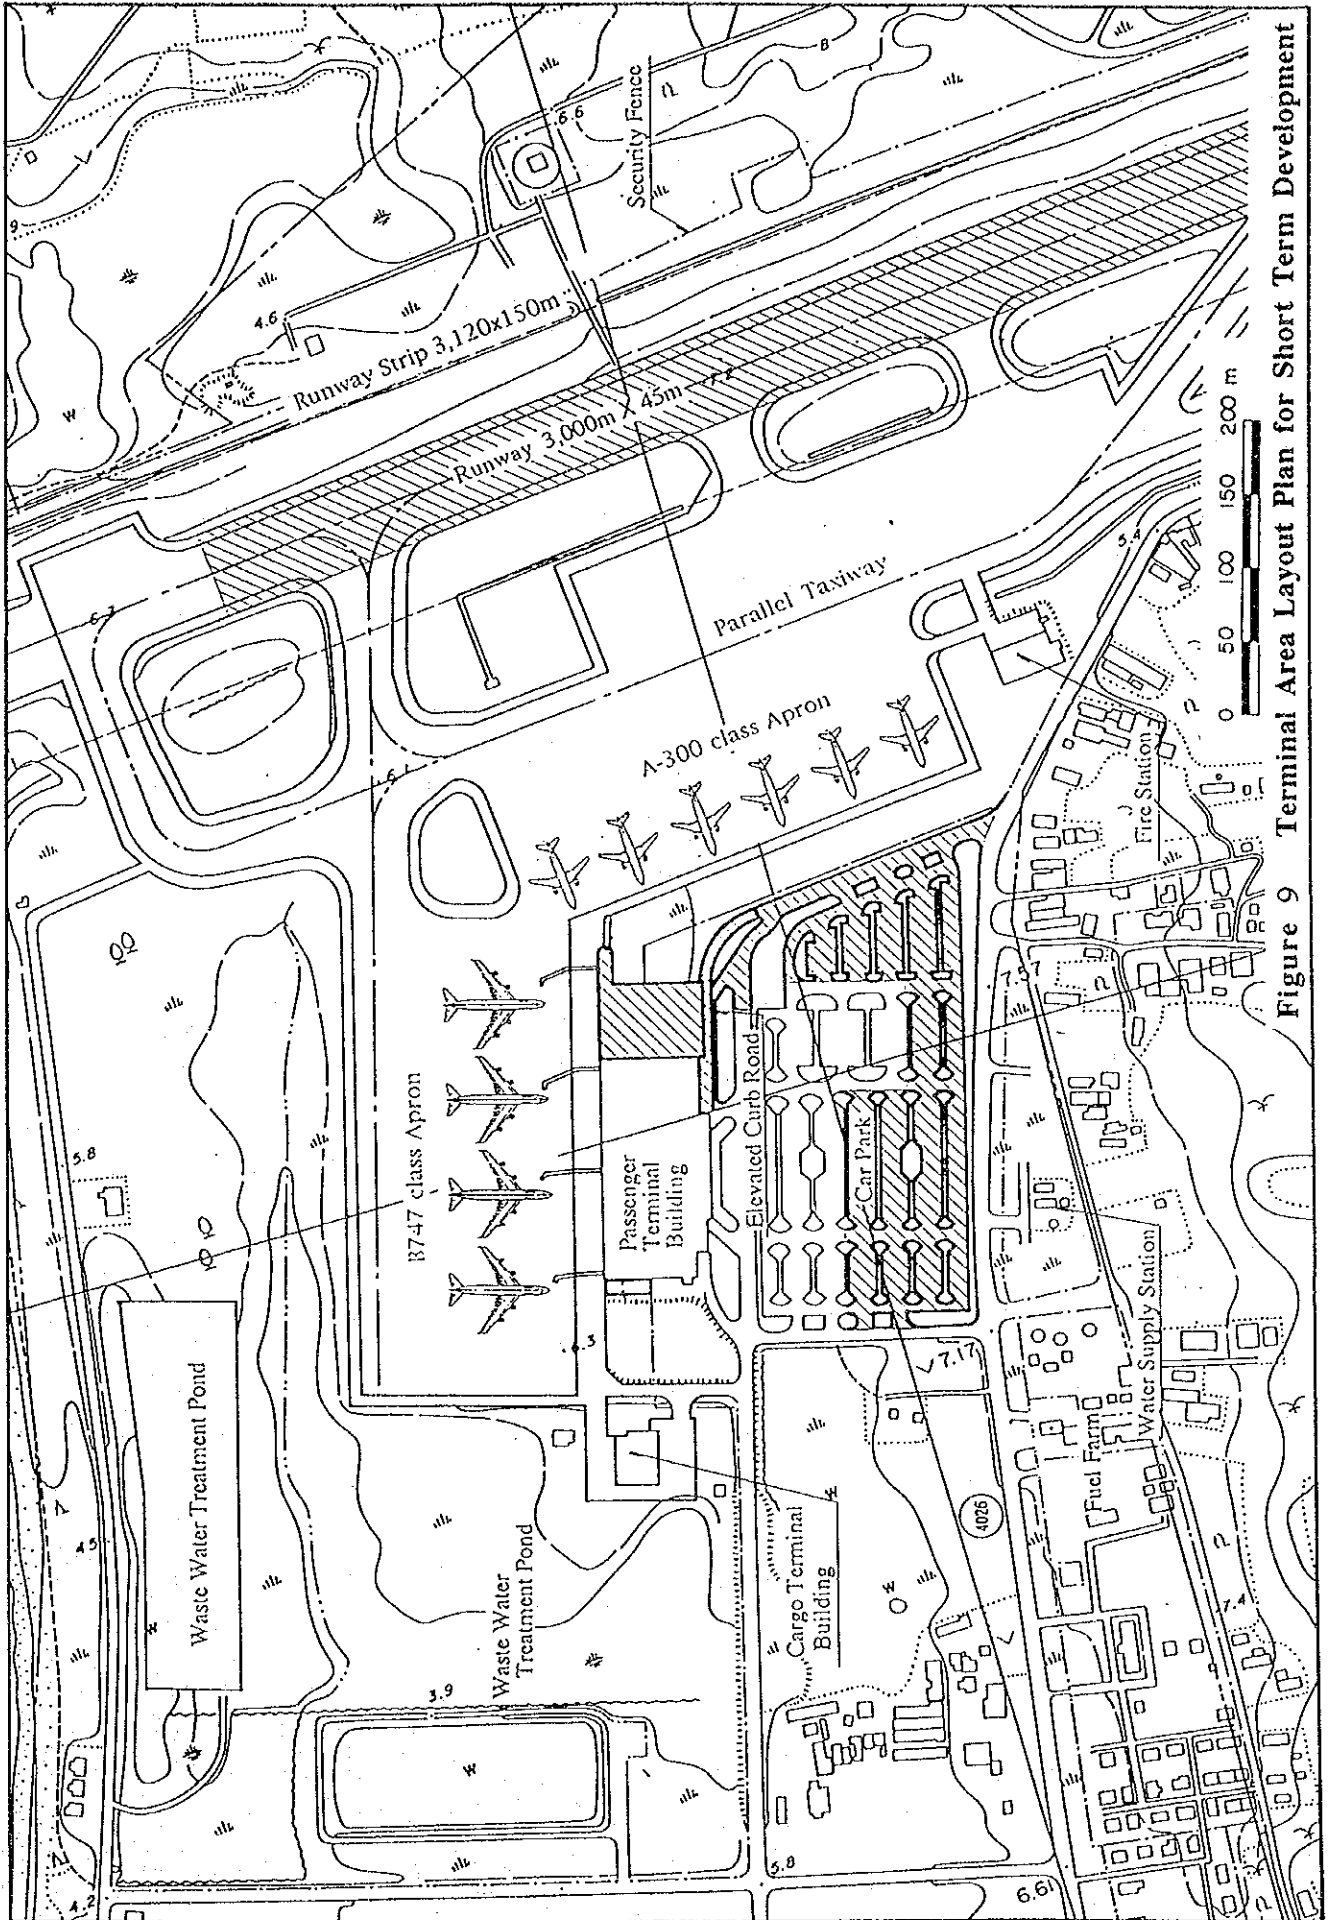 Security Fence
Runway Strip 3,120x150m
Runway 3,000m x 45m
Parallel Taxiway
A-300 class Apron
B747 class Apron
Passenger
Terminal
Building
Elevated Curb Road
Car Park
Waste Water Treatment Pond
Waste Water
Treatment Pond
Cargo Terminal
Building
Fuel Farm
Water Supply Station
Fire Station
4026
6.6
4.6
B
9
W
5.8
4.5
4.2
3.9
W
W
W
5.8
6.61
7.17
7.57
7.4
5.4
0 50 100 150 200 m
Figure 9 Terminal Area Layout Plan for Short Term Development